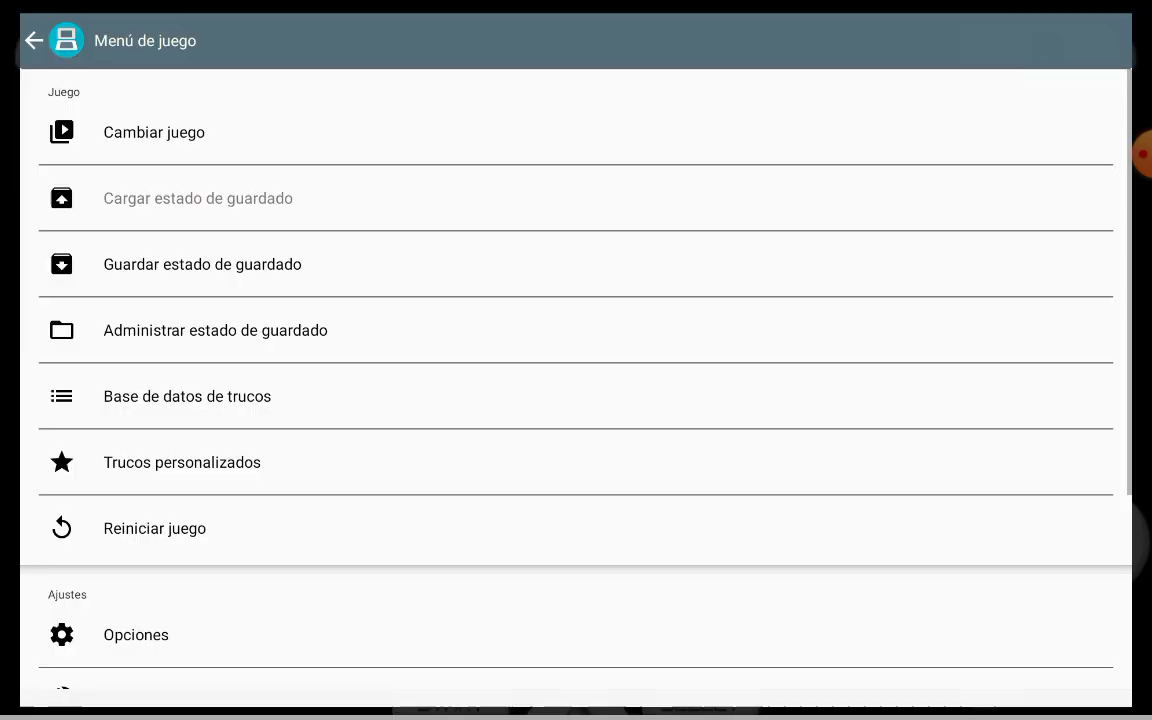 Menú de juego
Juego
Cambiar juego
Cargar estado de guardado
Guardar estado de guardado
Administrar estado de guardado
Base de datos de trucos
Trucos personalizados
Reiniciar juego
Ajustes
Opciones